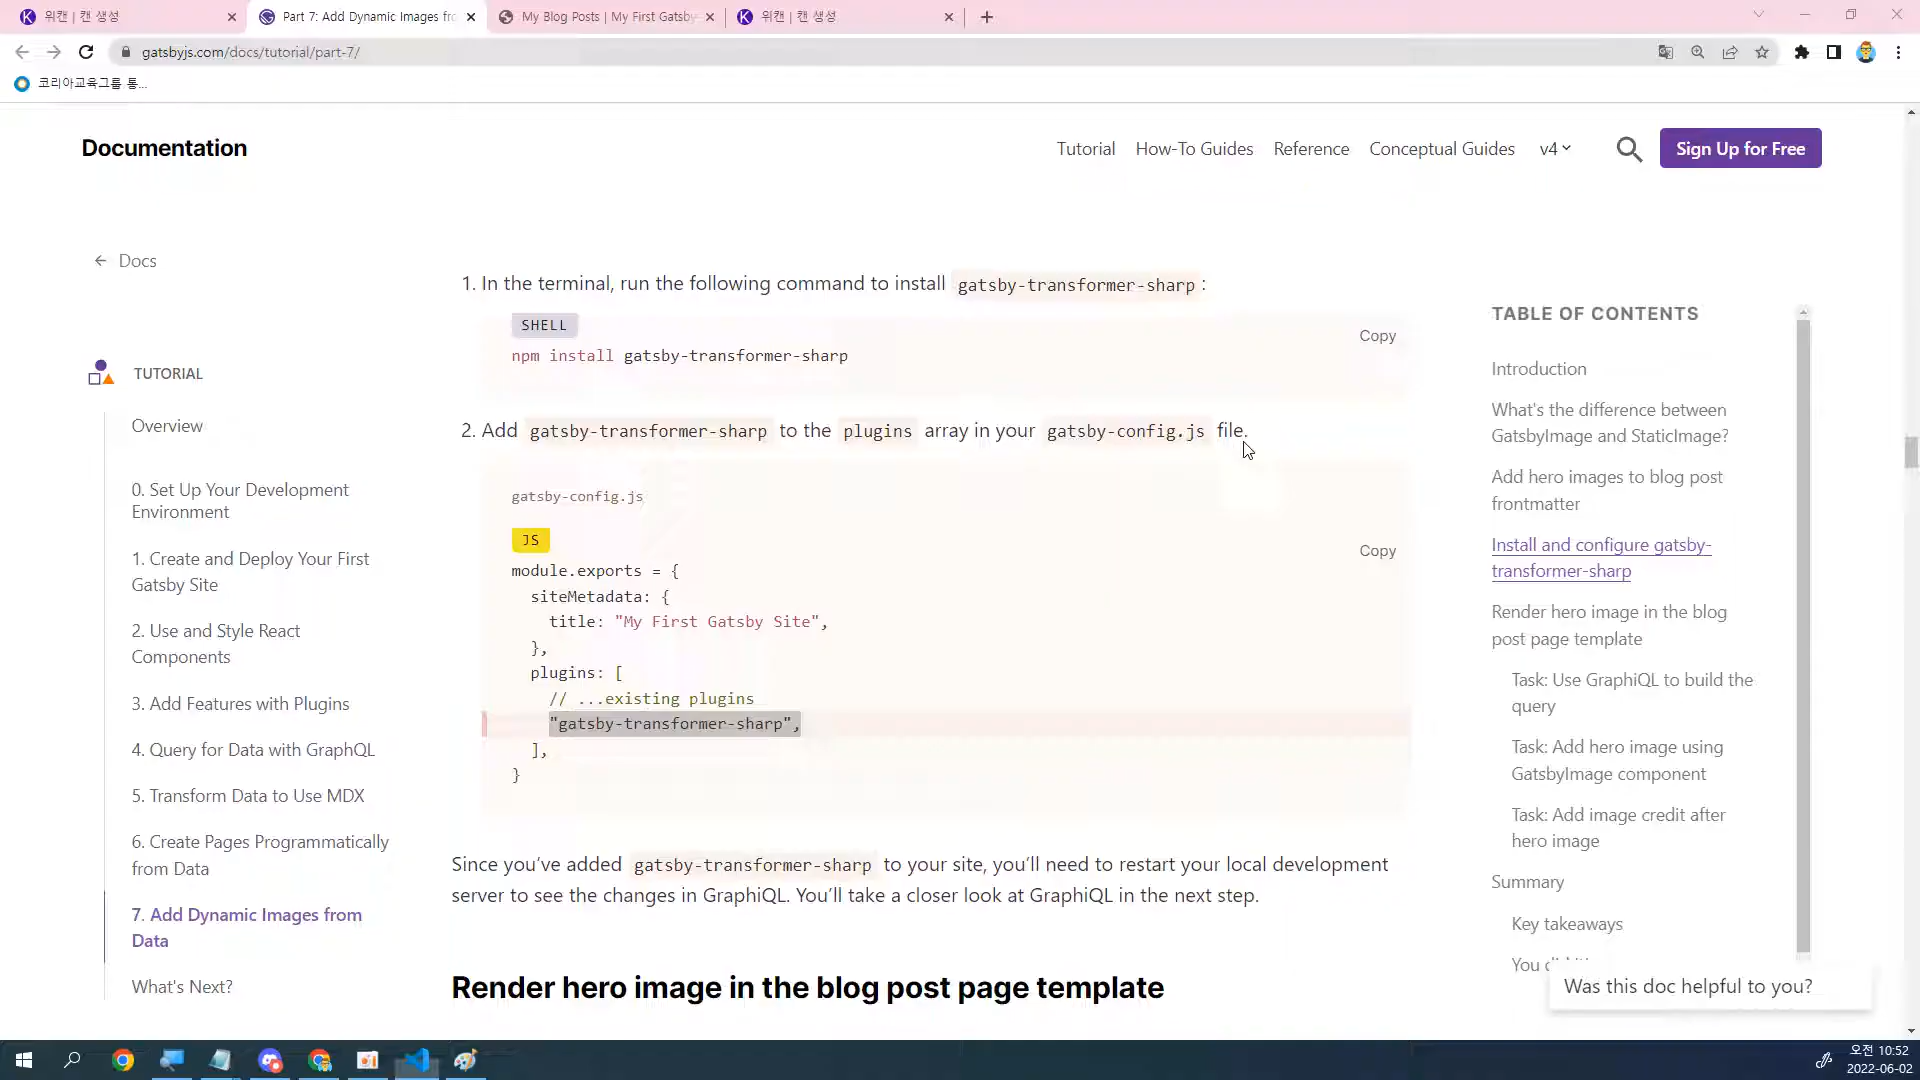 위캔 | 캔 생성
Part 7: Add Dynamic Images fro
My Blog Posts | My First Gatsby
위캔 | 캔 생성
gatsbyjs.com/docs/tutorial/part-7/
코리아교육그룹 통...
Documentation
Tutorial
How-To Guides
Reference
Conceptual Guides
v4
Sign Up for Free
← Docs
TUTORIAL
Overview
0. Set Up Your Development
Environment
1. Create and Deploy Your First
Gatsby Site
2. Use and Style React
Components
3. Add Features with Plugins
4. Query for Data with GraphQL
5. Transform Data to Use MDX
6. Create Pages Programmatically
from Data
7. Add Dynamic Images from
Data
What's Next?
1. In the terminal, run the following command to install gatsby-transformer-sharp :
SHELL
Copy
npm install gatsby-transformer-sharp
2. Add gatsby-transformer-sharp to the plugins array in your gatsby-config.js file.
gatsby-config.js
JS
Copy
module.exports = {
siteMetadata: {
title: "My First Gatsby Site",
},
plugins: [
// ...existing plugins
"gatsby-transformer-sharp",
],
}
Since you've added gatsby-transformer-sharp to your site, you'll need to restart your local development
server to see the changes in GraphiQL. You'll take a closer look at GraphiQL in the next step.
Render hero image in the blog post page template
TABLE OF CONTENTS
Introduction
What's the difference between
GatsbyImage and StaticImage?
Add hero images to blog post
frontmatter
Install and configure gatsby-
transformer-sharp
Render hero image in the blog
post page template
Task: Use GraphiQL to build the
query
Task: Add hero image using
GatsbyImage component
Task: Add image credit after
hero image
Summary
Key takeaways
You
Was this doc helpful to you?
오전 10:52
2022-06-02